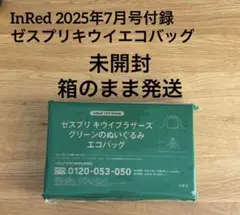 InRed 2025年7月号付録
ゼスプリキウイエコバッグ
未開封
箱のまま発送
ゼスプリ キウイブラザーズ
グリーンのぬいぐるみ
エコバッグ
0120-053-050